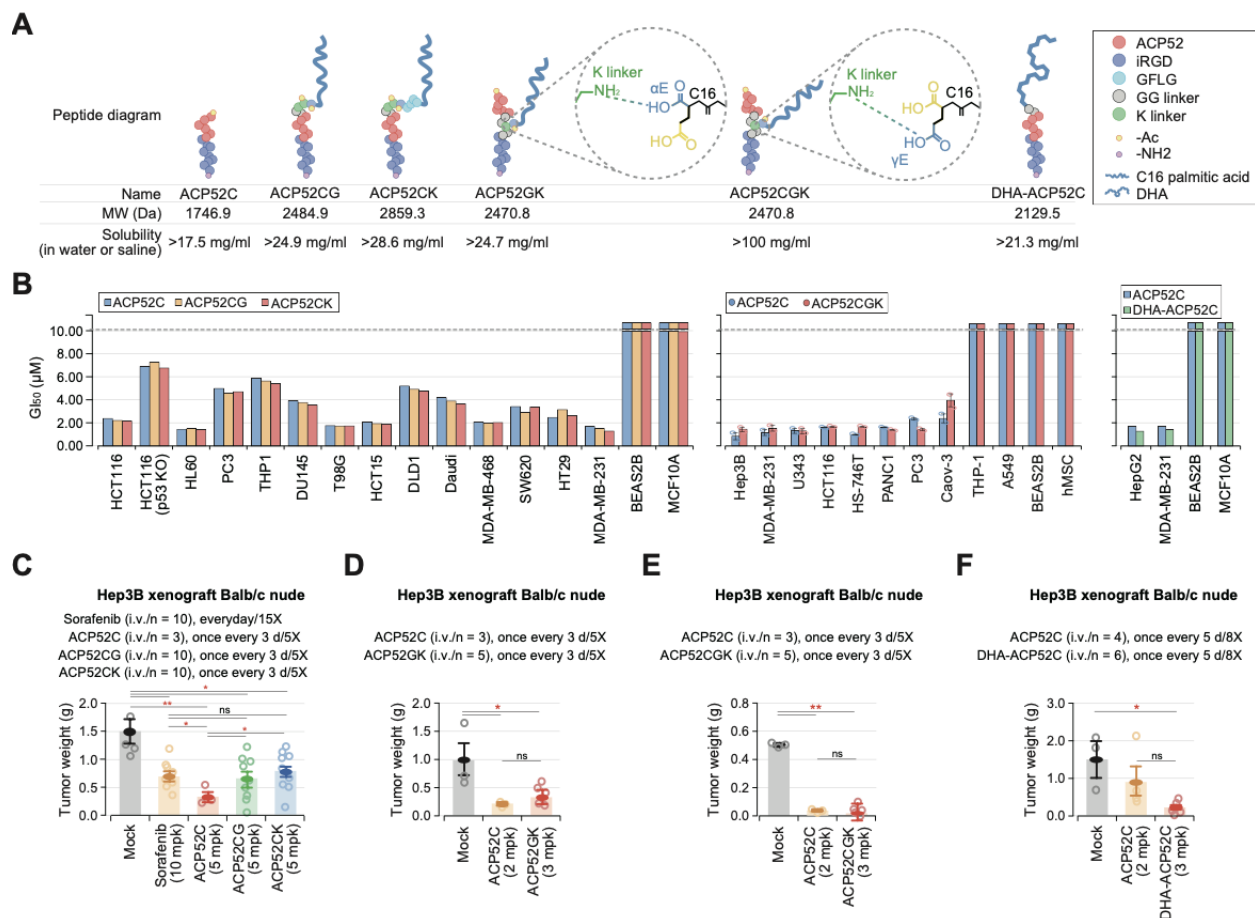 A
Peptide diagram
K linker
NH2
αE
HO
O
C16
HO
O
K linker
NH2
O
C16
HO
O
HO
γE
ACP52
iRGD
GFLG
GG linker
K linker
-Ac
-NH2
C16 palmitic acid
DHA
Name ACP52C ACP52CG ACP52CK ACP52GK ACP52CGK DHA-ACP52C
MW (Da) 1746.9 2484.9 2859.3 2470.8 2470.8 2129.5
Solubility
(in water or saline) >17.5 mg/ml >24.9 mg/ml >28.6 mg/ml >24.7 mg/ml >100 mg/ml >21.3 mg/ml
B
ACP52C ACP52CG ACP52CK
ACP52C ACP52CGK
ACP52C
DHA-ACP52C
GI50 (μM)
10.00
8.00
6.00
4.00
2.00
0.00
HCT116
HCT116
(p53 KO)
HL60
PC3
THP1
DU145
T98G
HCT15
DLD1
Daudi
MDA-MB-468
SW620
HT29
MDA-MB-231
BEAS2B
MCF10A
Hep3B
MDA-MB-231
U343
HCT116
HS-746T
PANC1
PC3
Caov-3
THP-1
A549
BEAS2B
hMSC
HepG2
MDA-MB-231
BEAS2B
MCF10A
C
Hep3B xenograft Balb/c nude
Sorafenib (i.v./n = 10), everyday/15X
ACP52C (i.v./n = 3), once every 3 d/5X
ACP52CG (i.v./n = 10), once every 3 d/5X
ACP52CK (i.v./n = 10), once every 3 d/5X
Tumor weight (g)
2.0
1.5
1.0
0.5
0.0
*
**
ns
*
*
Mock
Sorafenib
(10 mpk)
ACP52C
(5 mpk)
ACP52CG
(5 mpk)
ACP52CK
(5 mpk)
D
Hep3B xenograft Balb/c nude
ACP52C (i.v./n = 3), once every 3 d/5X
ACP52GK (i.v./n = 5), once every 3 d/5X
Tumor weight (g)
2.0
1.5
1.0
0.5
0.0
*
ns
Mock
ACP52C
(2 mpk)
ACP52GK
(3 mpk)
E
Hep3B xenograft Balb/c nude
ACP52C (i.v./n = 3), once every 3 d/5X
ACP52CGK (i.v./n = 5), once every 3 d/5X
Tumor weight (g)
0.8
0.6
0.4
0.2
0.0
**
ns
Mock
ACP52C
(2 mpk)
ACP52CGK
(3 mpk)
F
Hep3B xenograft Balb/c nude
ACP52C (i.v./n = 4), once every 5 d/8X
DHA-ACP52C (i.v./n = 6), once every 5 d/8X
Tumor weight (g)
3.0
2.0
1.0
0.0
*
ns
Mock
ACP52C
(2 mpk)
DHA-ACP52C
(3 mpk)